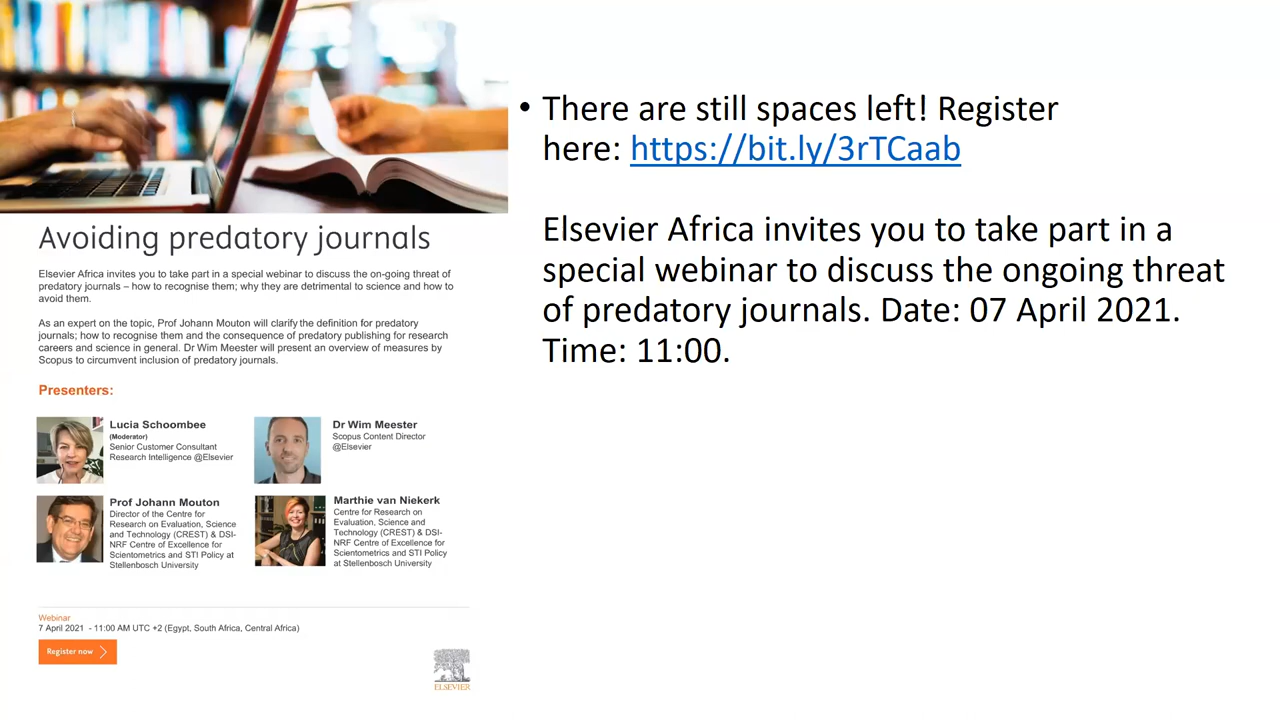 Avoiding predatory journals
Elsevier Africa invites you to take part in a special webinar to discuss the on-going threat of
predatory journals – how to recognise them; why they are detrimental to science and how to
avoid them.
As an expert on the topic, Prof Johann Mouton will clarify the definition for predatory
journals; how to recognise them and the consequence of predatory publishing for research
careers and science in general. Dr Wim Meester will present an overview of measures by
Scopus to circumvent inclusion of predatory journals.
Presenters:
Lucia Schoombee
(Moderator)
Senior Customer Consultant
Research Intelligence @Elsevier
Dr Wim Meester
Scopus Content Director
@Elsevier
Prof Johann Mouton
Director of the Centre for
Research on Evaluation, Science
and Technology (CREST) & DSI-
NRF Centre of Excellence for
Scientometrics and STI Policy at
Stellenbosch University
Marthie van Niekerk
Centre for Research on
Evaluation, Science and
Technology (CREST) & DSI-
NRF Centre of Excellence for
Scientometrics and STI Policy
at Stellenbosch University
Webinar
7 April 2021 - 11:00 AM UTC +2 (Egypt, South Africa, Central Africa)
Register now
ELSEVIER
• There are still spaces left! Register
here: https://bit.ly/3rTCaab
Elsevier Africa invites you to take part in a
special webinar to discuss the ongoing threat
of predatory journals. Date: 07 April 2021.
Time: 11:00.